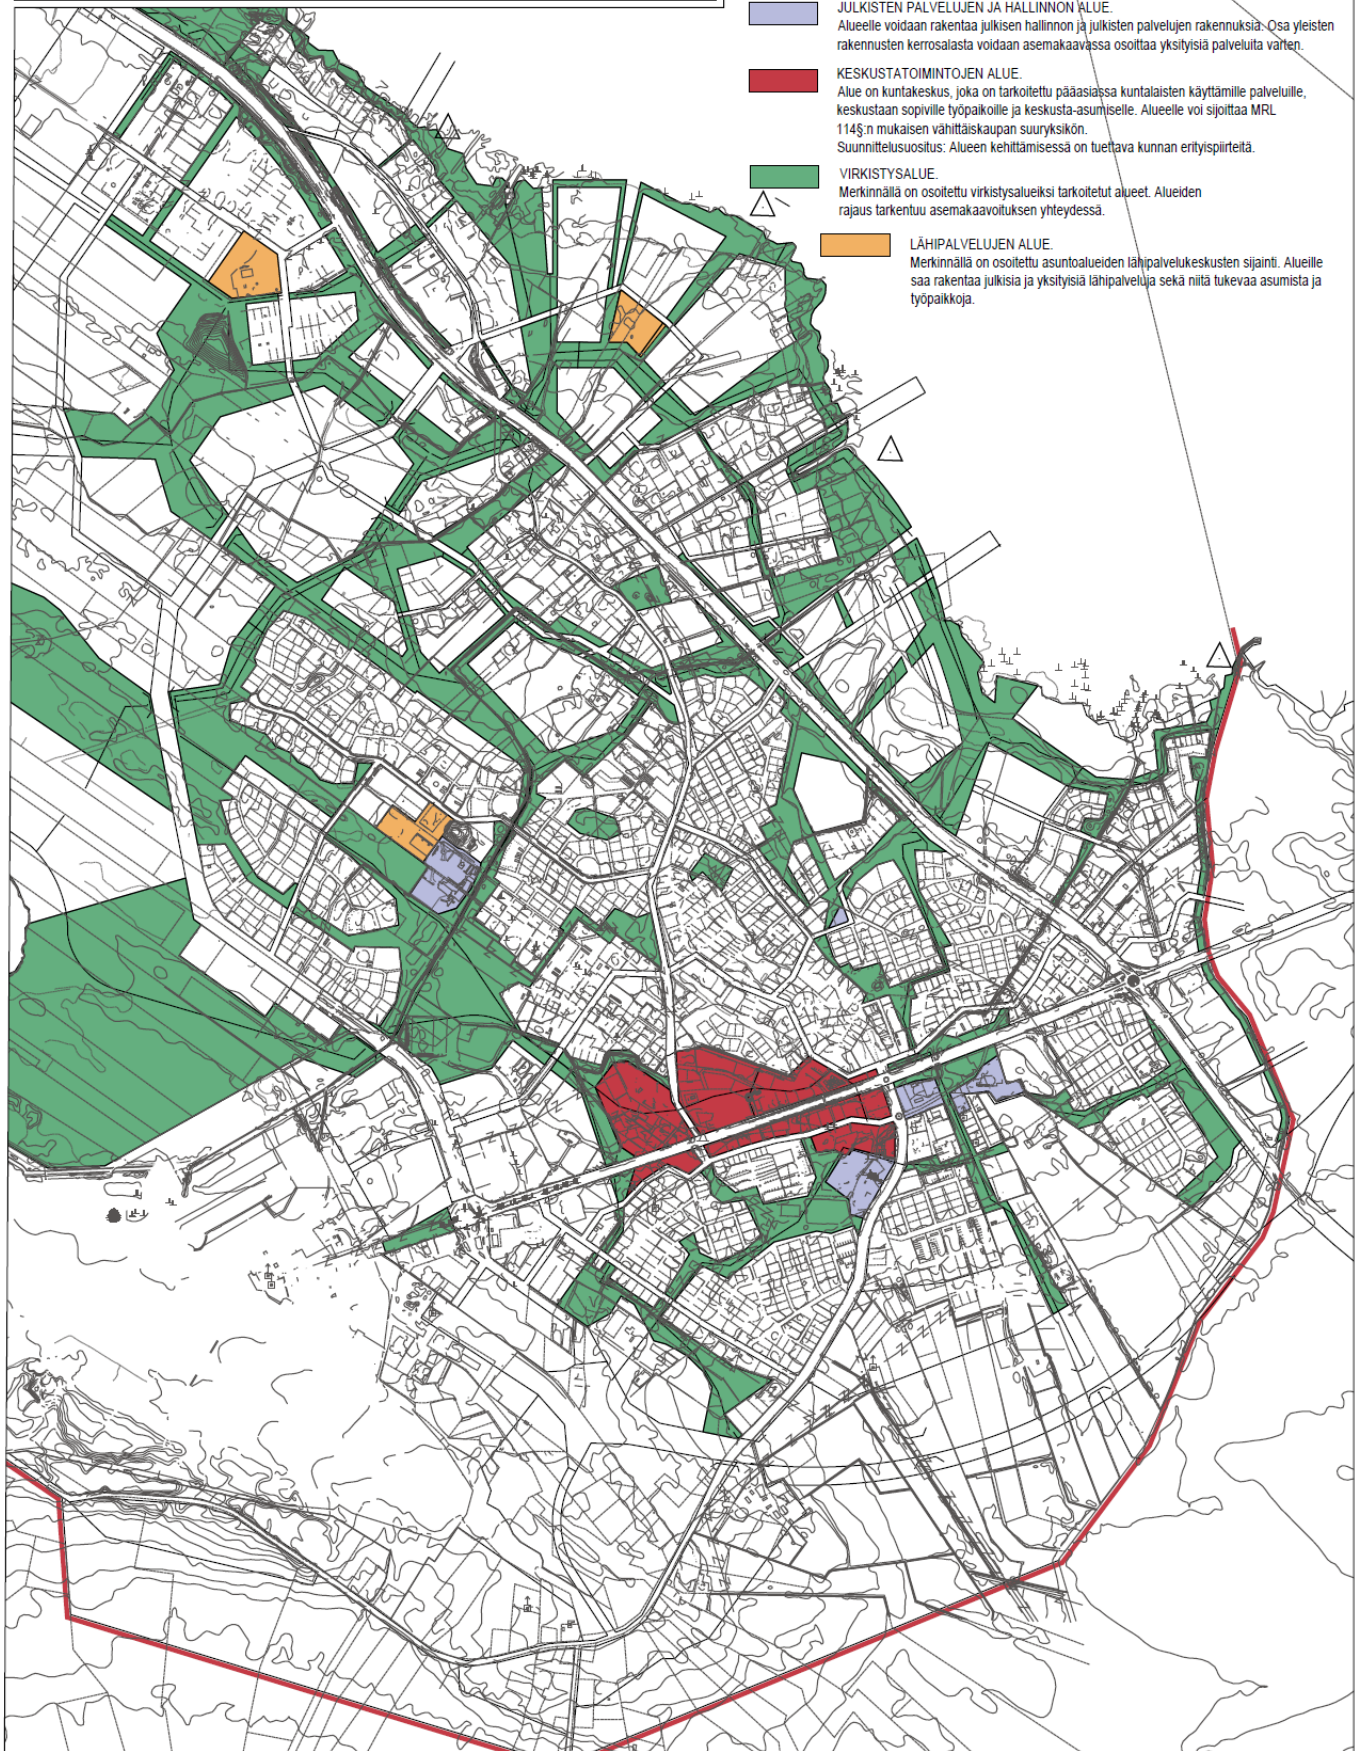 JULKISTEN PALVELUJEN JA HALLINNON ALUE.
Alueelle voidaan rakentaa julkisen hallinnon ja julkisten palvelujen rakennuksia. Osa yleisten
rakennusten kerrosalasta voidaan asemakaavassa osoittaa yksityisiä palveluita varten.
KESKUSTATOIMINTOJEN ALUE.
Alue on kuntakeskus, joka on tarkoitettu pääasiassa kuntalaisten käyttämille palveluille,
keskustaan sopiville työpaikoille ja keskusta-asumiselle. Alueelle voi sijoittaa MRL
114§:n mukaisen vähittäiskaupan suuryksikön.
Suunnittelusuositus: Alueen kehittämisessä on tuettava kunnan erityispiirteitä.
VIRKISTYSALUE.
Merkinnällä on osoitettu virkistysalueiksi tarkoitetut alueet. Alueiden
rajaus tarkentuu asemakaavoituksen yhteydessä.
LÄHIPALVELUJEN ALUE.
Merkinnällä on osoitettu asuntoalueiden lähipalvelukeskusten sijainti. Alueille
saa rakentaa julkisia ja yksityisiä lähipalveluja sekä niitä tukevaa asumista ja
työpaikkoja.